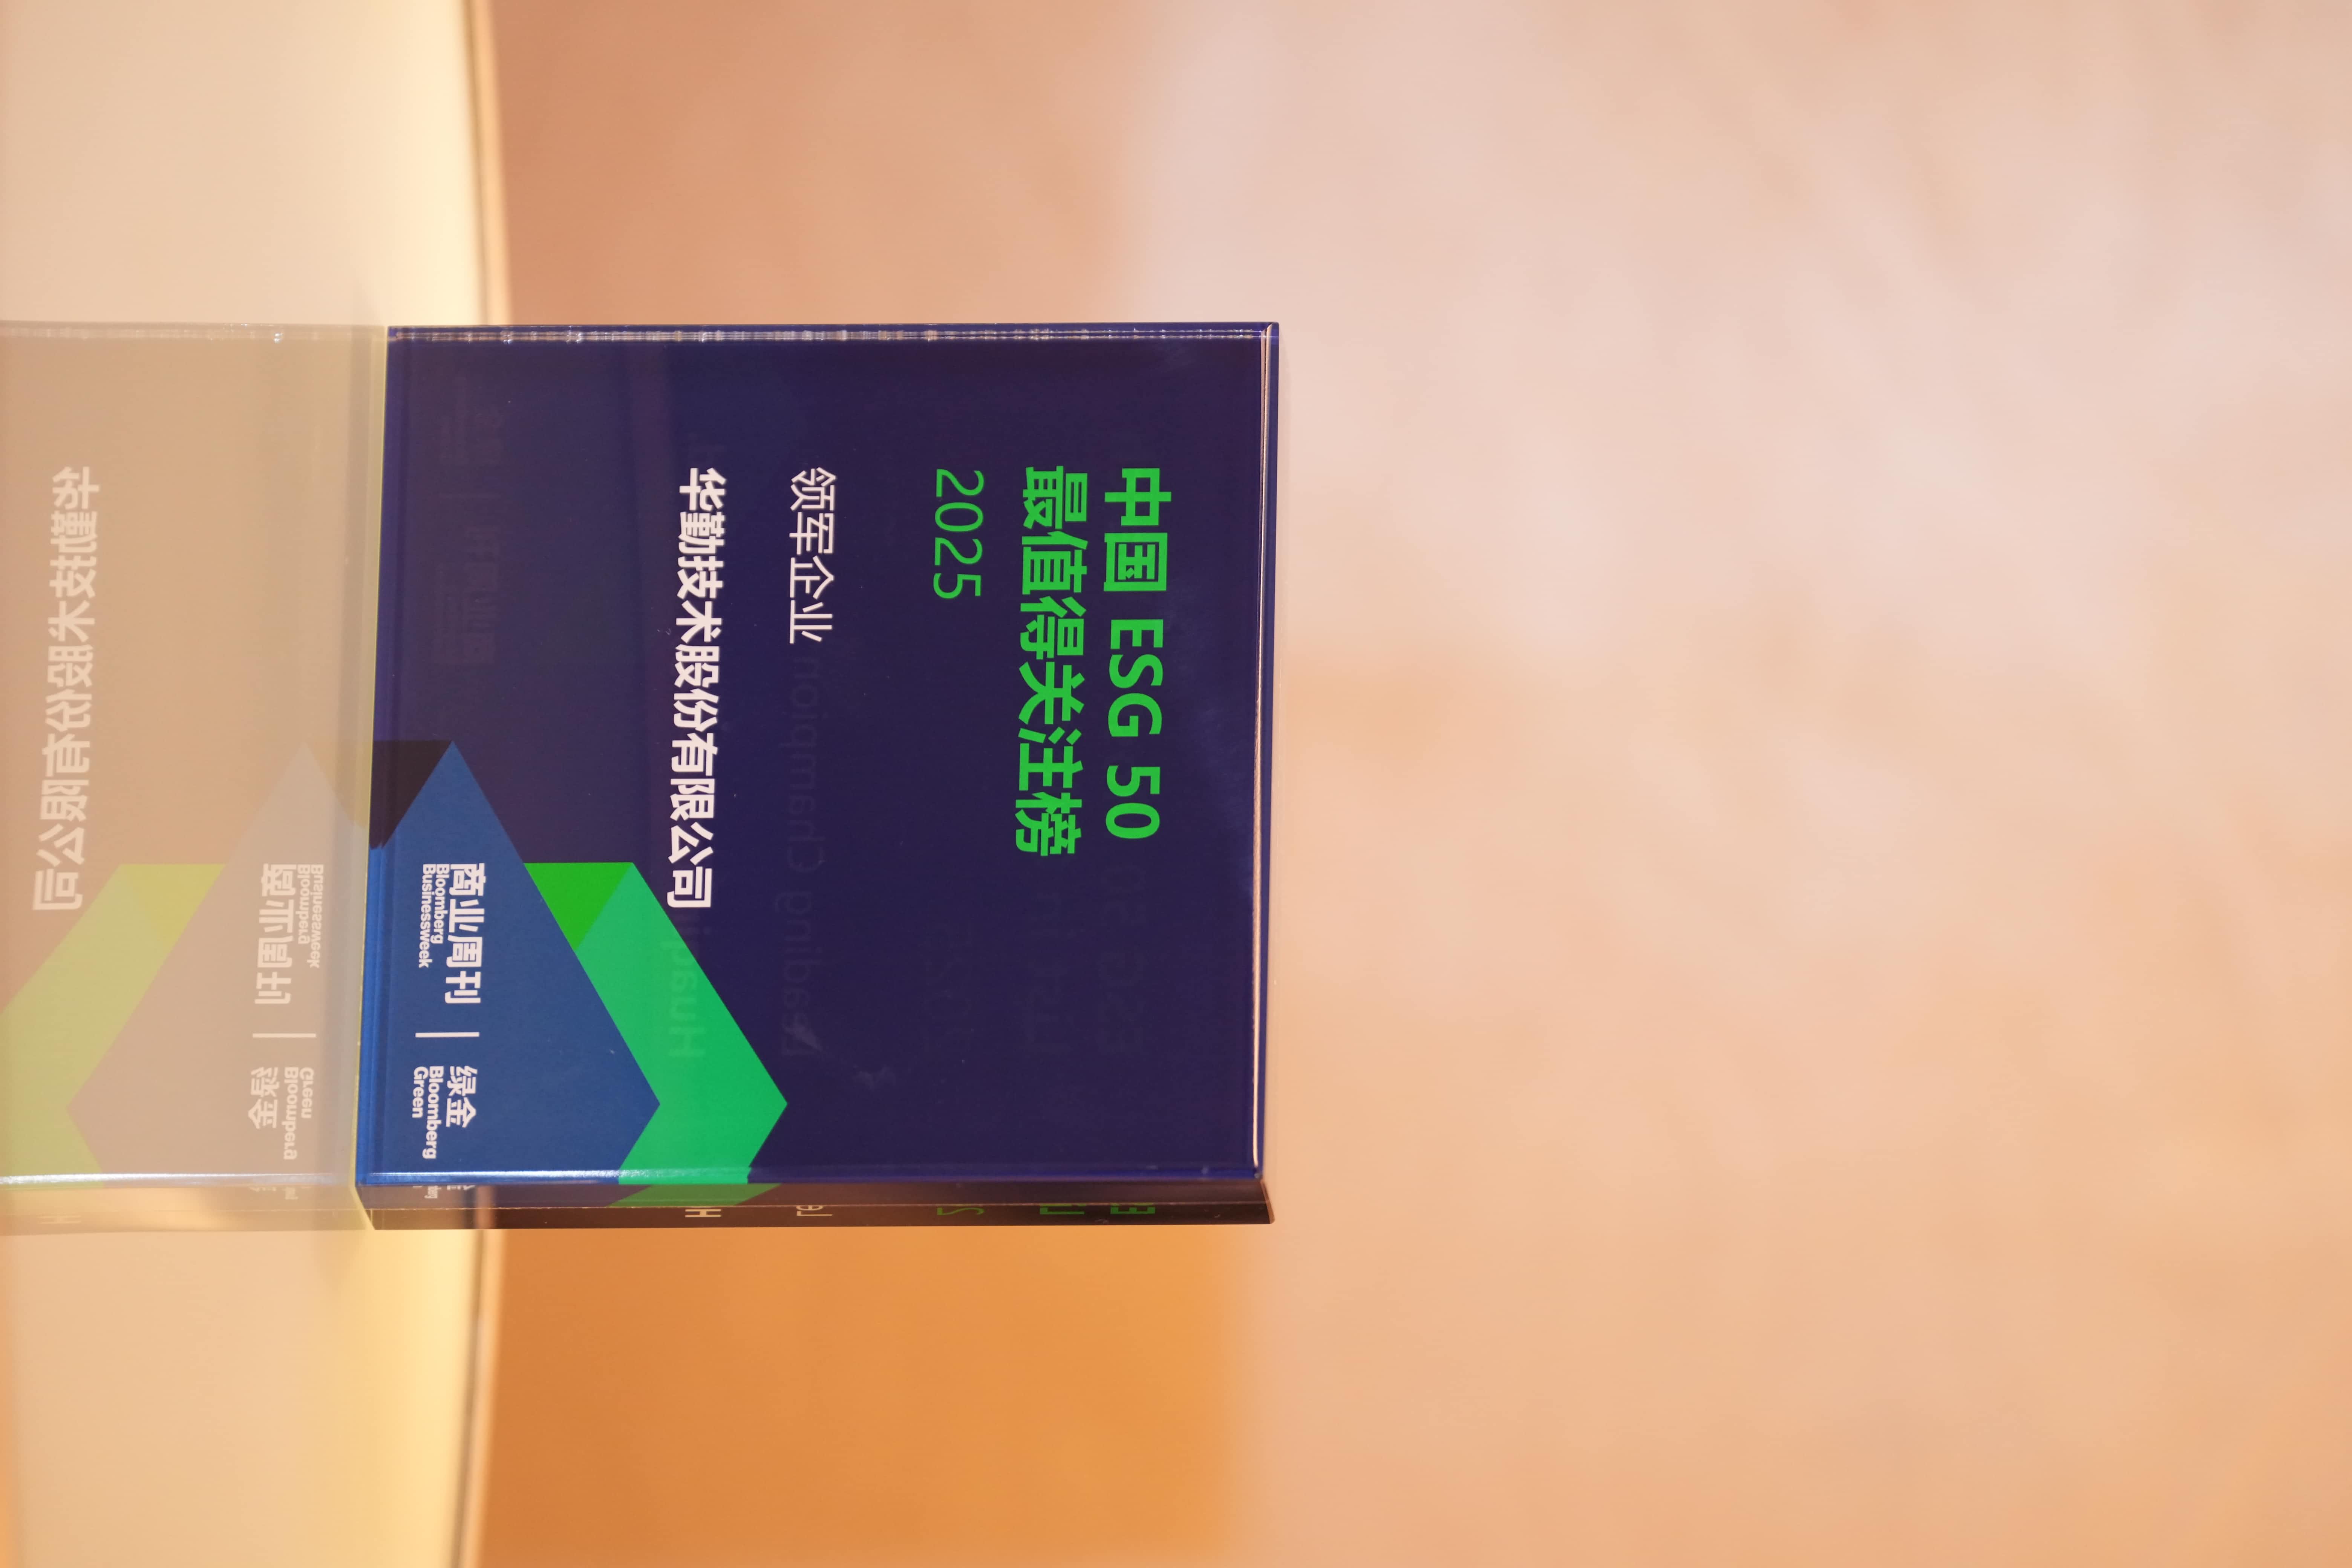 中国 ESG 50
最值得关注榜
2025
领军企业
华勤技术股份有限公司
商业周刊
Bloomberg
Businessweek
绿金
Bloomberg
Green